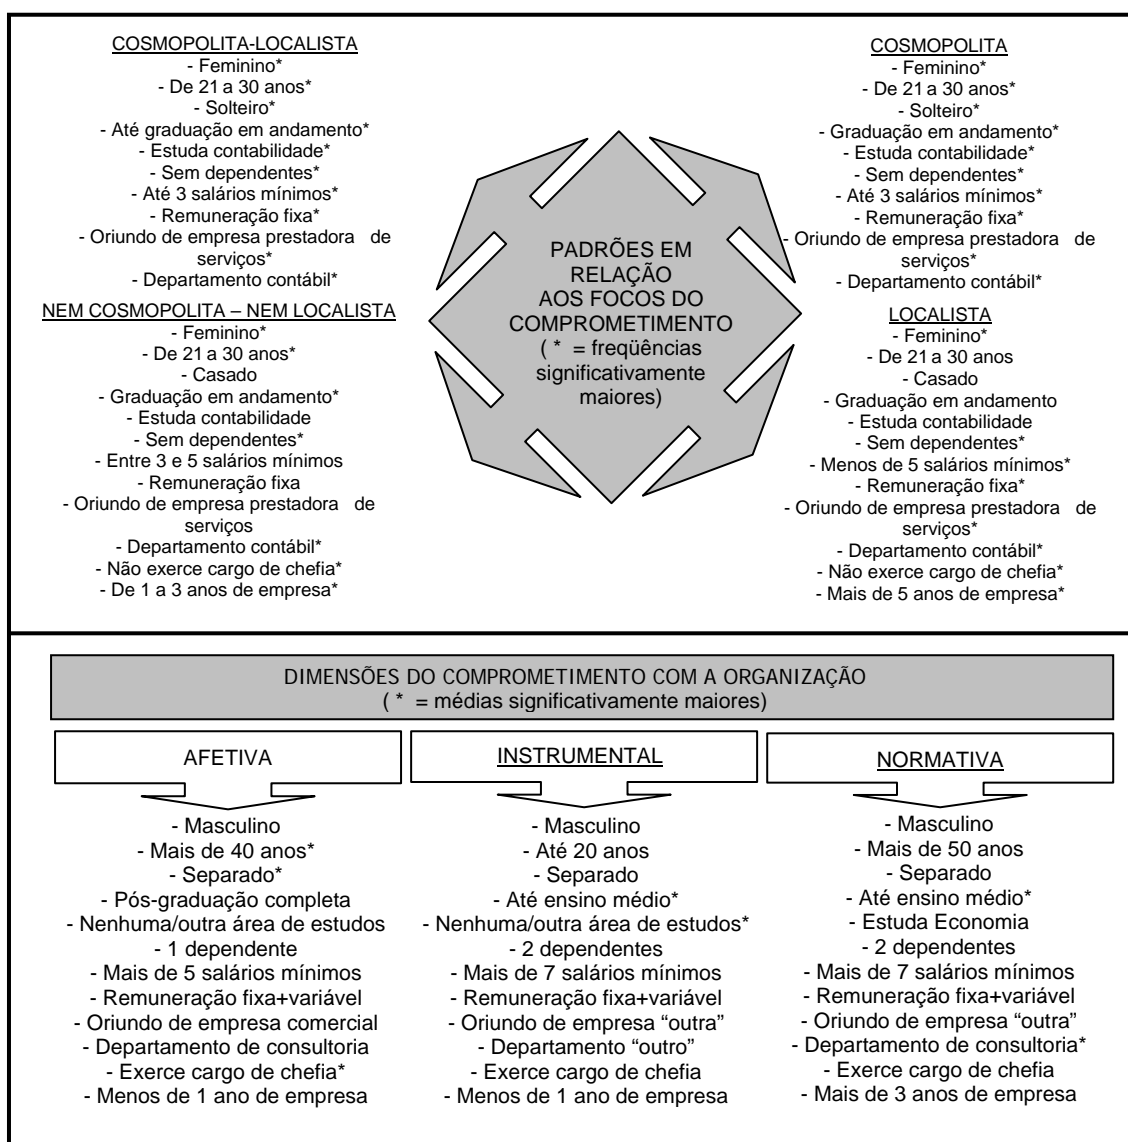 COSMOPOLITA-LOCALISTA
- Feminino*
- De 21 a 30 anos*
- Solteiro*
- Até graduação em andamento*
- Estuda contabilidade*
- Sem dependentes*
- Até 3 salários mínimos*
- Remuneração fixa*
- Oriundo de empresa prestadora de
serviços*
- Departamento contábil*
NEM COSMOPOLITA – NEM LOCALISTA
- Feminino*
- De 21 a 30 anos*
- Casado
- Graduação em andamento*
- Estuda contabilidade
- Sem dependentes*
- Entre 3 e 5 salários mínimos
- Remuneração fixa
- Oriundo de empresa prestadora de
serviços
- Departamento contábil*
- Não exerce cargo de chefia*
- De 1 a 3 anos de empresa*
PADRÕES EM
RELAÇÃO
AOS FOCOS DO
COMPROMETIMENTO
( * = freqüências
significativamente
maiores)
COSMOPOLITA
- Feminino*
- De 21 a 30 anos*
- Solteiro*
- Graduação em andamento*
- Estuda contabilidade*
- Sem dependentes*
- Até 3 salários mínimos*
- Remuneração fixa*
- Oriundo de empresa prestadora de
serviços*
- Departamento contábil*
LOCALISTA
- Feminino*
- De 21 a 30 anos
- Casado
- Graduação em andamento
- Estuda contabilidade
- Sem dependentes*
- Menos de 5 salários mínimos*
- Remuneração fixa*
- Oriundo de empresa prestadora de
serviços*
- Departamento contábil*
- Não exerce cargo de chefia*
- Mais de 5 anos de empresa*
DIMENSÕES DO COMPROMETIMENTO COM A ORGANIZAÇÃO
( * = médias significativamente maiores)
AFETIVA
- Masculino
- Mais de 40 anos*
- Separado*
- Pós-graduação completa
- Nenhuma/outra área de estudos
- 1 dependente
- Mais de 5 salários mínimos
- Remuneração fixa+variável
- Oriundo de empresa comercial
- Departamento de consultoria
- Exerce cargo de chefia*
- Menos de 1 ano de empresa
INSTRUMENTAL
- Masculino
- Até 20 anos
- Separado
- Até ensino médio*
- Nenhuma/outra área de estudos*
- 2 dependentes
- Mais de 7 salários mínimos
- Remuneração fixa+variável
- Oriundo de empresa “outra”
- Departamento “outro”
- Exerce cargo de chefia
- Menos de 1 ano de empresa
NORMATIVA
- Masculino
- Mais de 50 anos
- Separado
- Até ensino médio*
- Estuda Economia
- 2 dependentes
- Mais de 7 salários mínimos
- Remuneração fixa+variável
- Oriundo de empresa “outra”
- Departamento de consultoria*
- Exerce cargo de chefia
- Mais de 3 anos de empresa